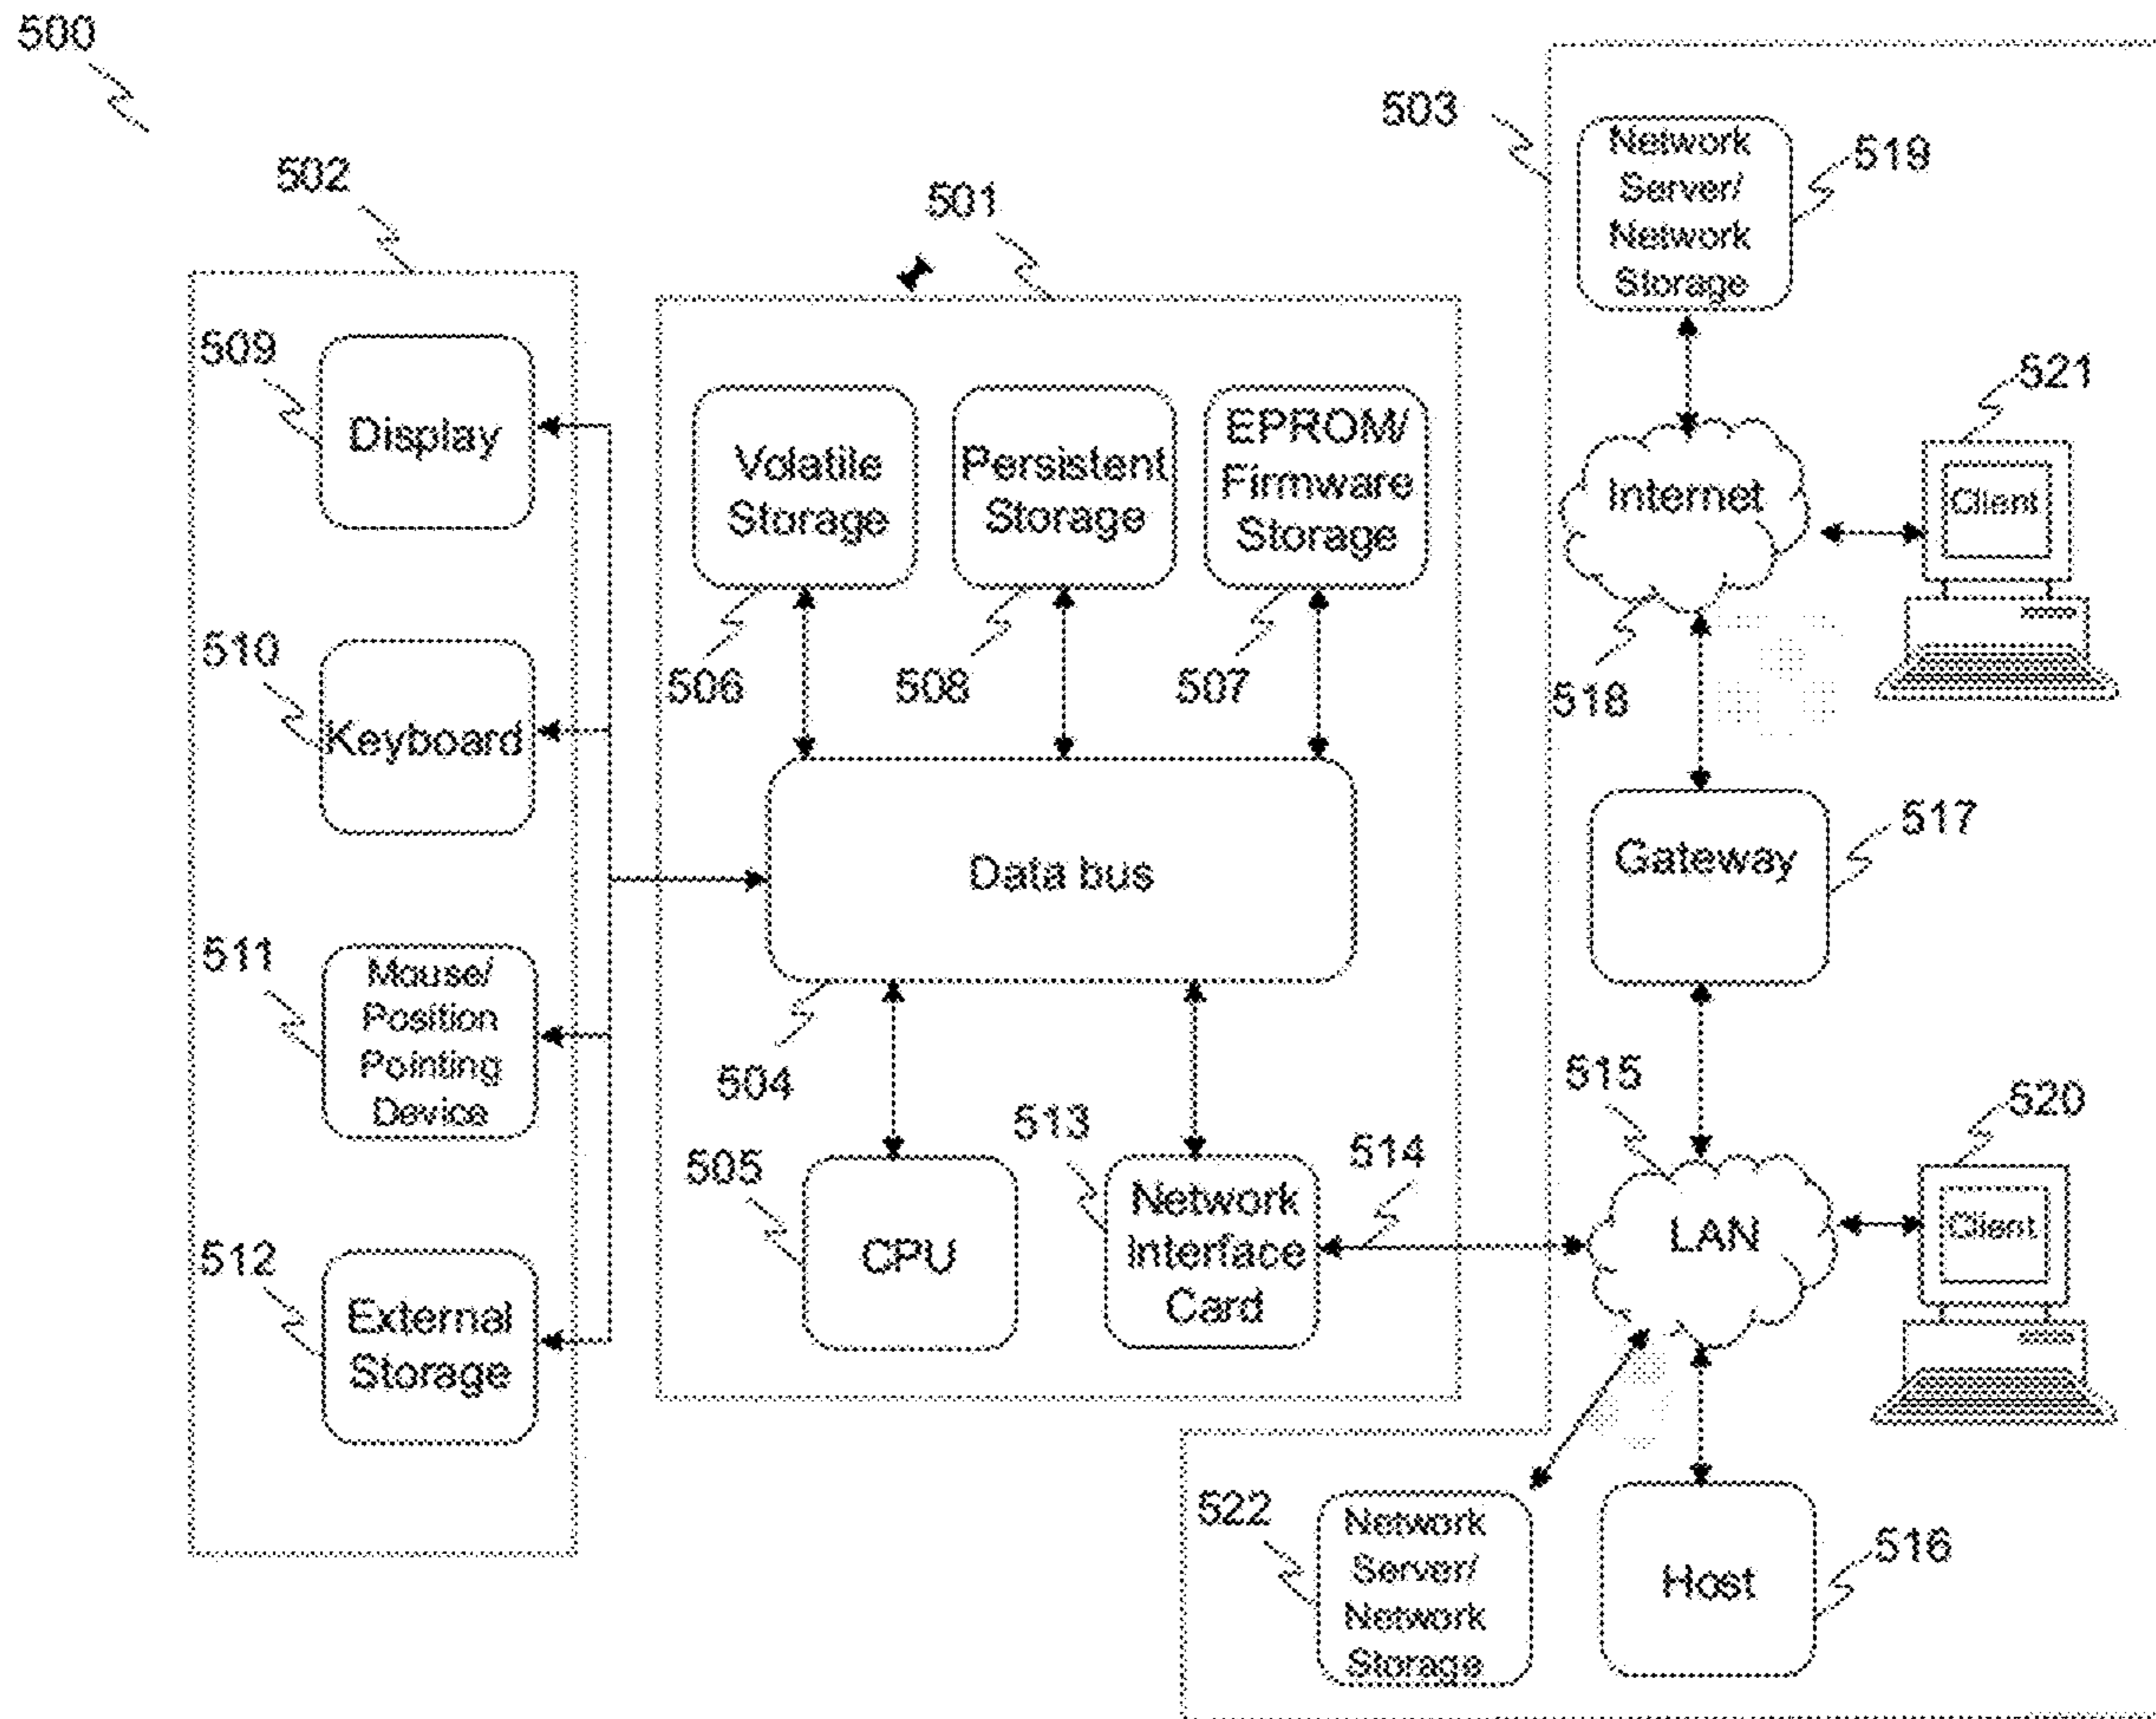 500
502
509
Display
510
Keyboard
511
Mouse/
Position
Pointing
Device
512
External
Storage
501
Volatile
Storage
Persistent
Storage
EPROM/
Firmware
Storage
506
508
507
Data bus
504
505
CPU
513
Network
Interface
Card
514
503
Network
Server/
Network
Storage
519
Internet
518
521
Client
Gateway
517
515
LAN
520
Client
522
Network
Server/
Network
Storage
Host
516